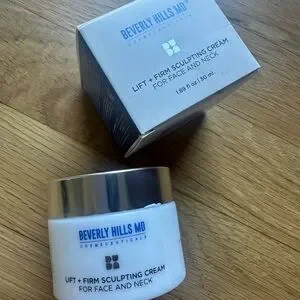 BEVERLY HILLS MD
COSMECEUTICALS
LIFT + FIRM SCULPTING CREAM
FOR FACE AND NECK
1.69 fl oz | 50 ml
BEVERLY HILLS MD
COSMECEUTICALS
LIFT + FIRM SCULPTING CREAM
FOR FACE AND NECK